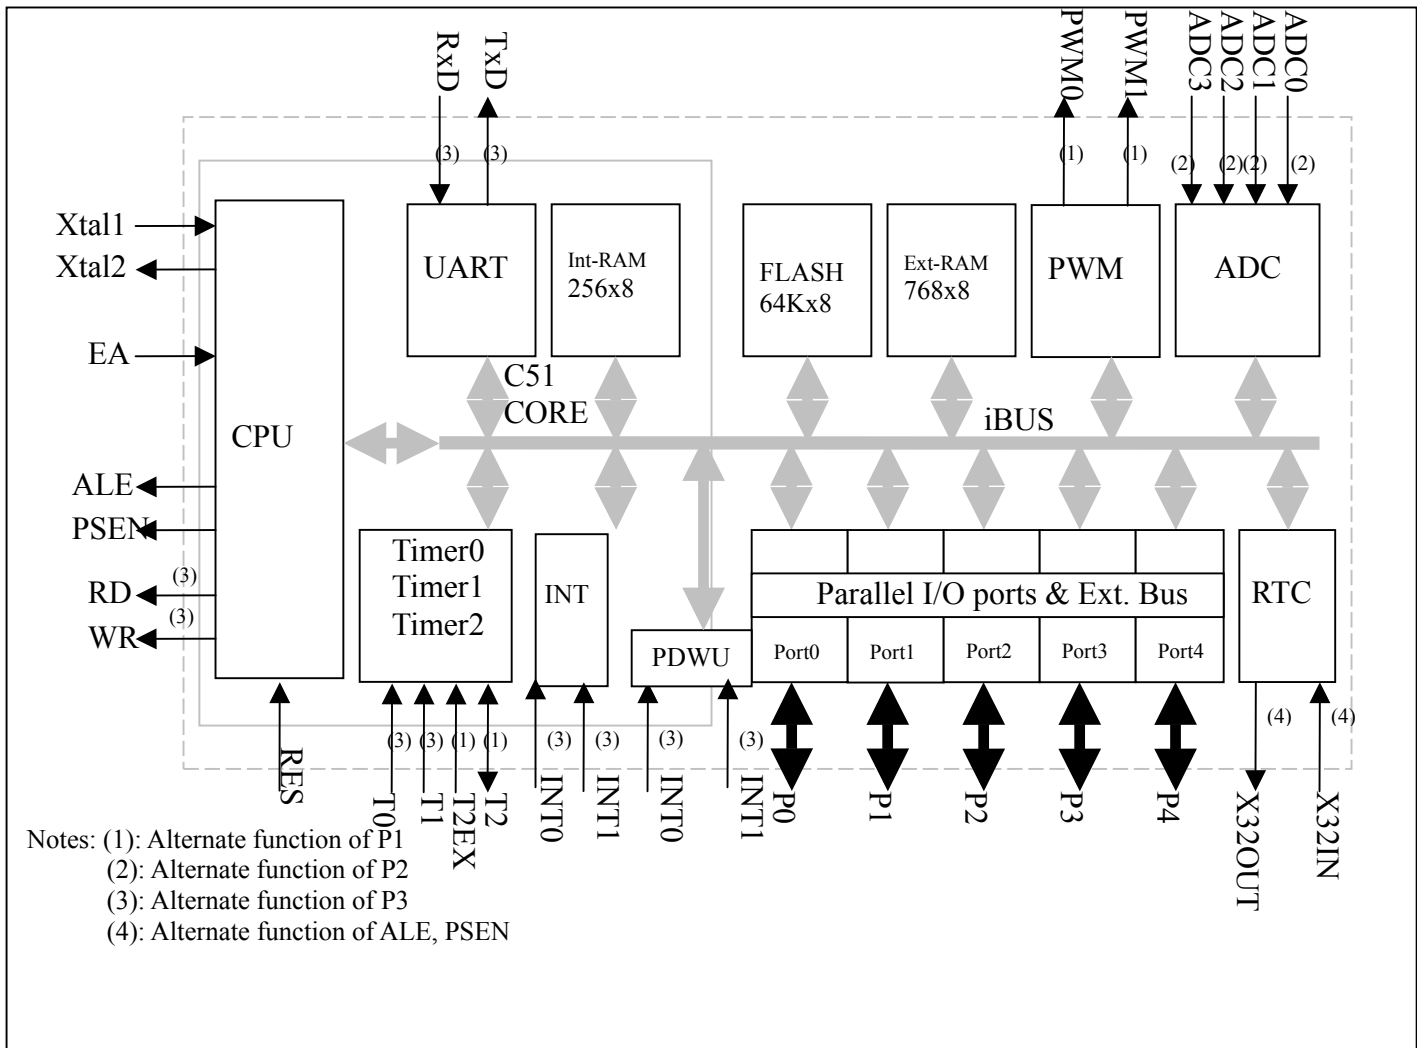 RxD
TxD
PWM0
PWM1
ADC3
ADC2
ADC1
ADC0
(3)
(3)
(1)
(1)
(2)
(2)
(2)
(2)
Xtal1
Xtal2
EA
ALE
PSEN
RD
(3)
WR
(3)
CPU
UART
Int-RAM
256x8
FLASH
64Kx8
Ext-RAM
768x8
PWM
ADC
C51
CORE
iBUS
Timer0
Timer1
Timer2
INT
PDWU
Parallel I/O ports & Ext. Bus
Port0
Port1
Port2
Port3
Port4
RTC
(3)
(3)
(1)
(1)
(3)
(3)
(3)
(3)
(4)
(4)
RES
T0
T1
T2EX
T2
INT0
INT1
INT0
INT1
P0
P1
P2
P3
P4
X32OUT
X32IN
Notes: (1): Alternate function of P1
(2): Alternate function of P2
(3): Alternate function of P3
(4): Alternate function of ALE, PSEN